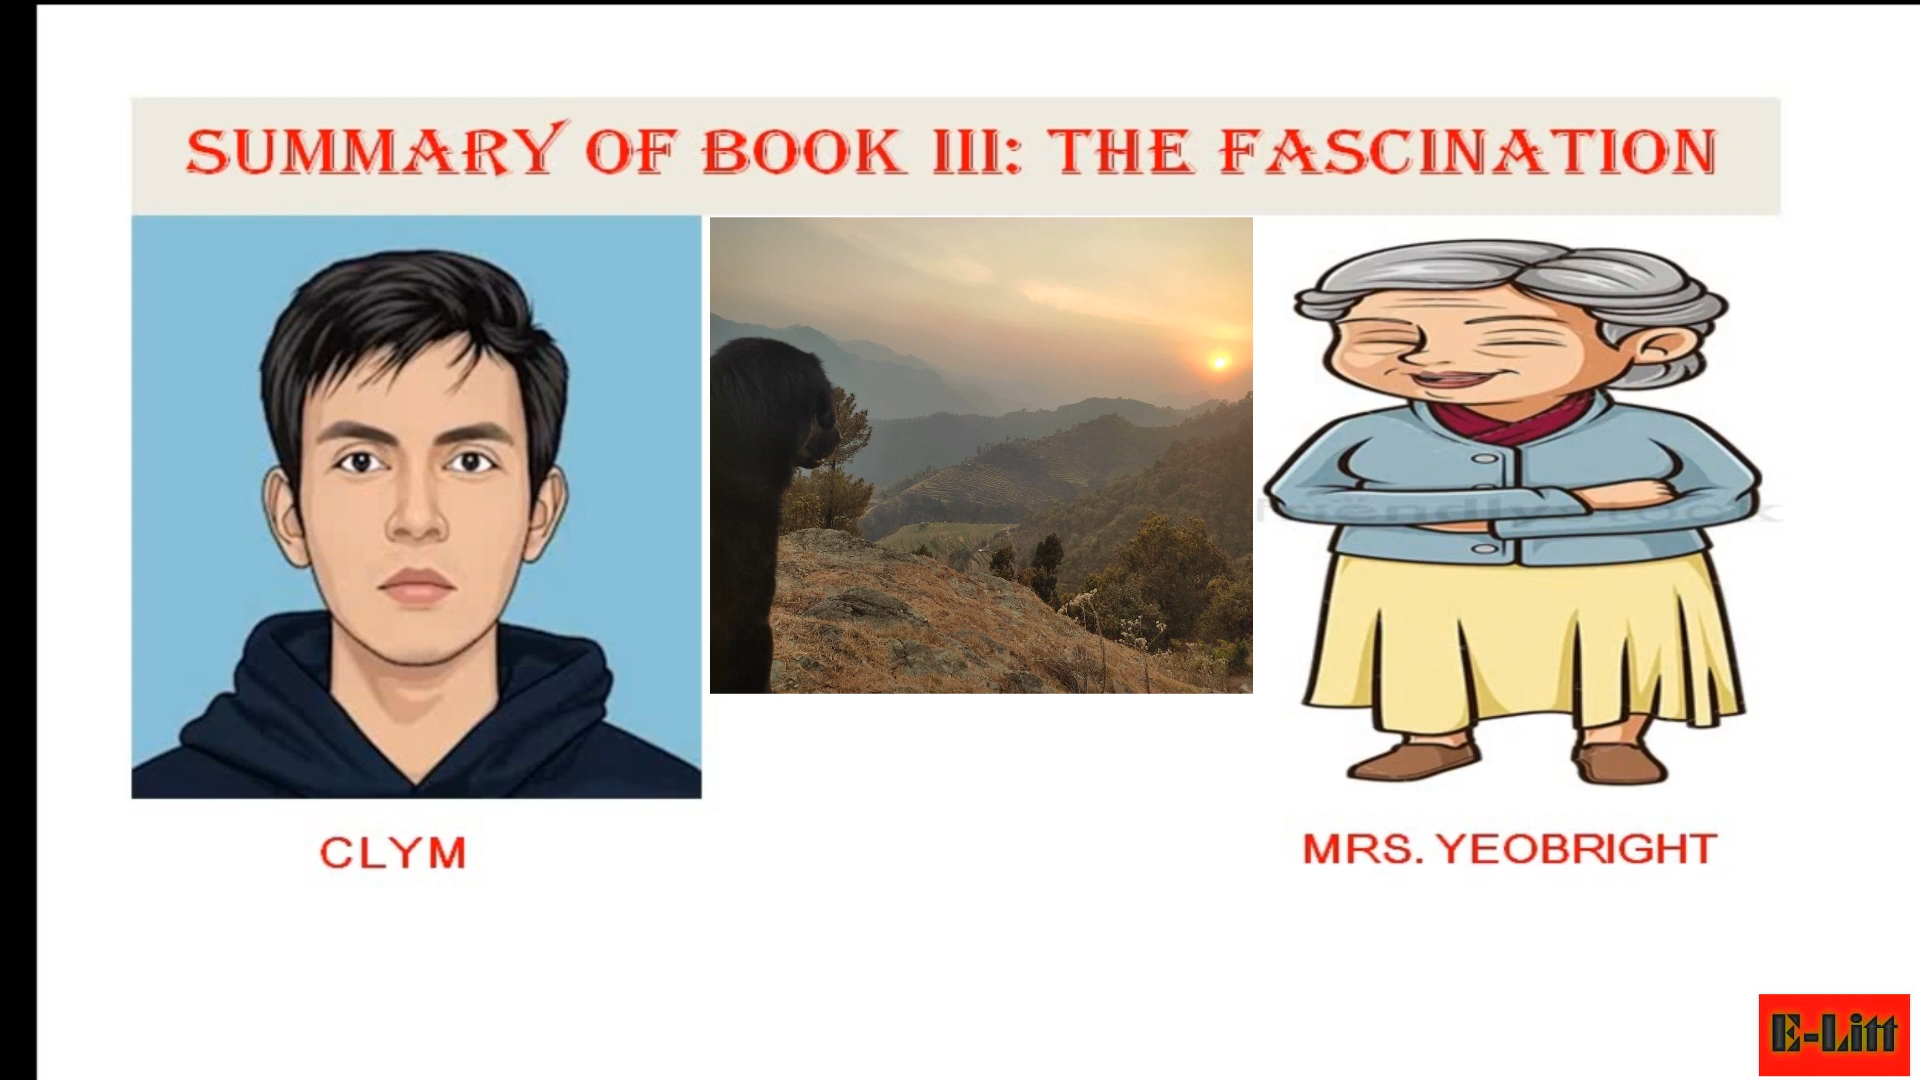 SUMMARY OF BOOK III: THE FASCINATION
CLYM
MRS. YEOBRIGHT
E-Litt